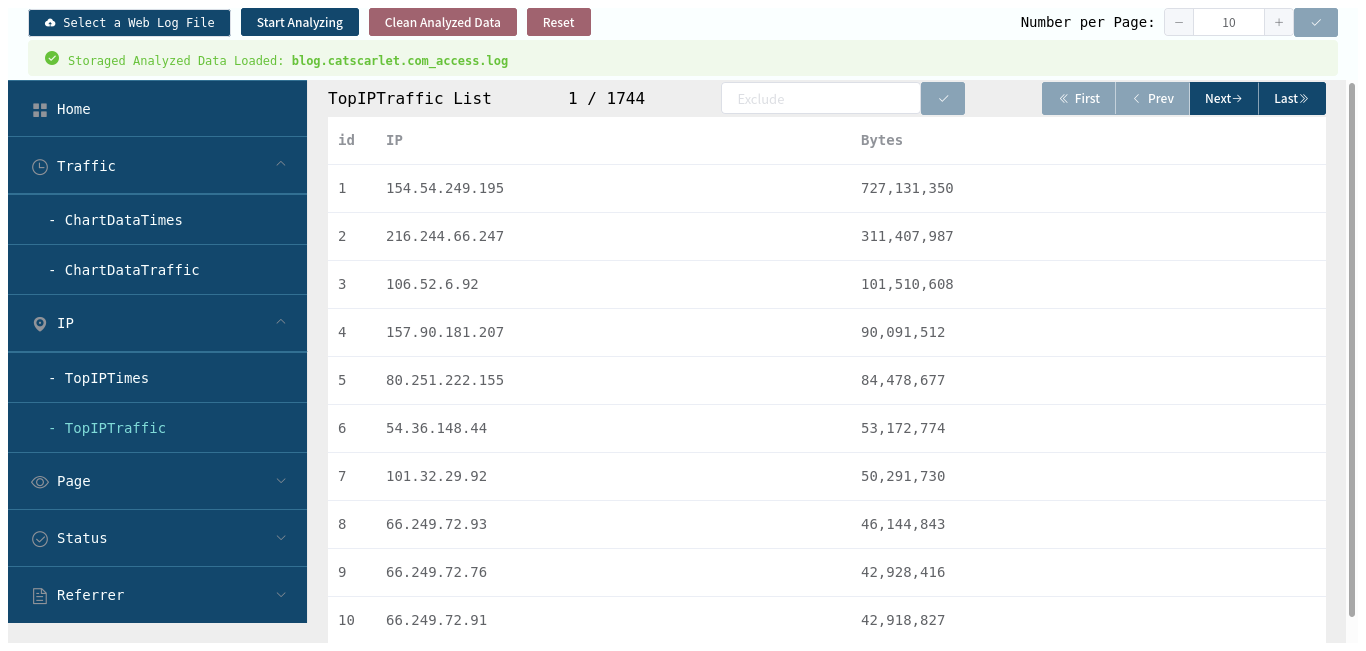 Select a Web Log File Start Analyzing Clean Analyzed Data Reset Number per Page: − 10 +
Storaged Analyzed Data Loaded: blog.catscarlet.com_access.log
Home
Traffic
- ChartDataTimes
- ChartDataTraffic
IP
- TopIPTimes
- TopIPTraffic
Page
Status
Referrer
TopIPTraffic List 1 / 1744 Exclude First Prev Next Last
id IP Bytes
1 154.54.249.195 727,131,350
2 216.244.66.247 311,407,987
3 106.52.6.92 101,510,608
4 157.90.181.207 90,091,512
5 80.251.222.155 84,478,677
6 54.36.148.44 53,172,774
7 101.32.29.92 50,291,730
8 66.249.72.93 46,144,843
9 66.249.72.76 42,928,416
10 66.249.72.91 42,918,827